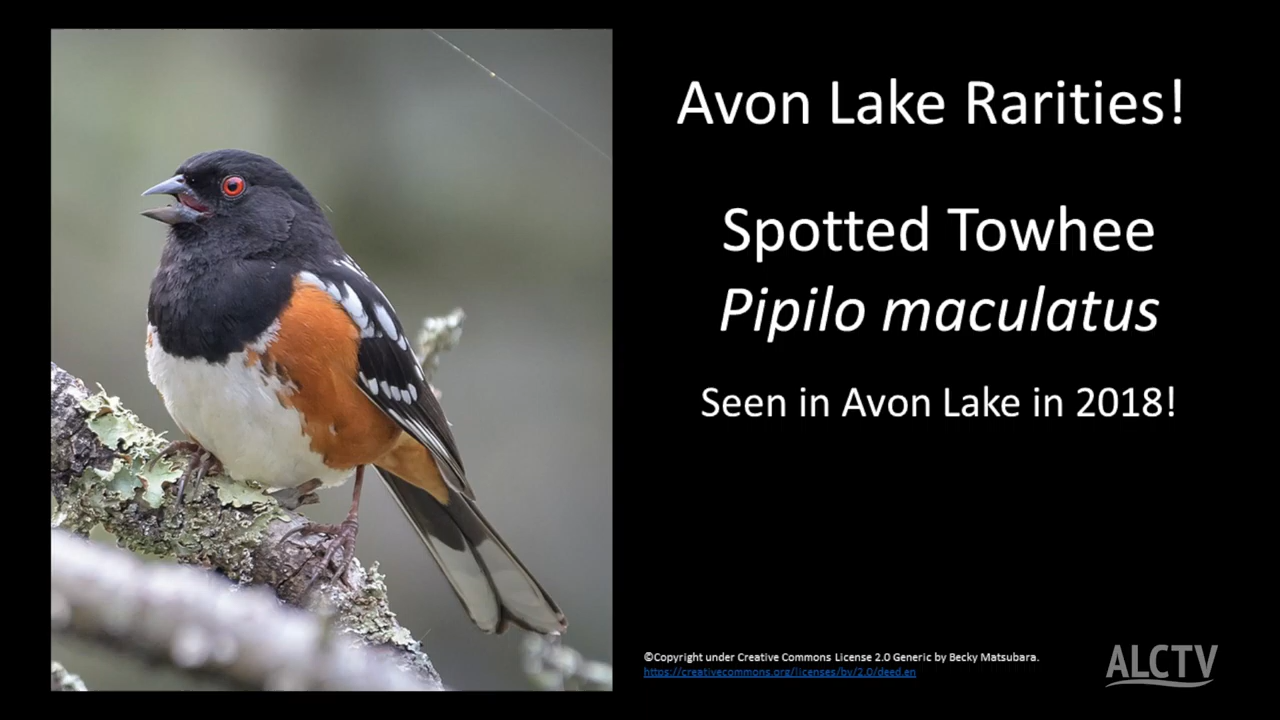 Avon Lake Rarities!
Spotted Towhee
Pipilo maculatus
Seen in Avon Lake in 2018!
©Copyright under Creative Commons License 2.0 Generic by Becky Matsubara.
https://creativecommons.org/licenses/by/2.0/deed.en
ALCTV